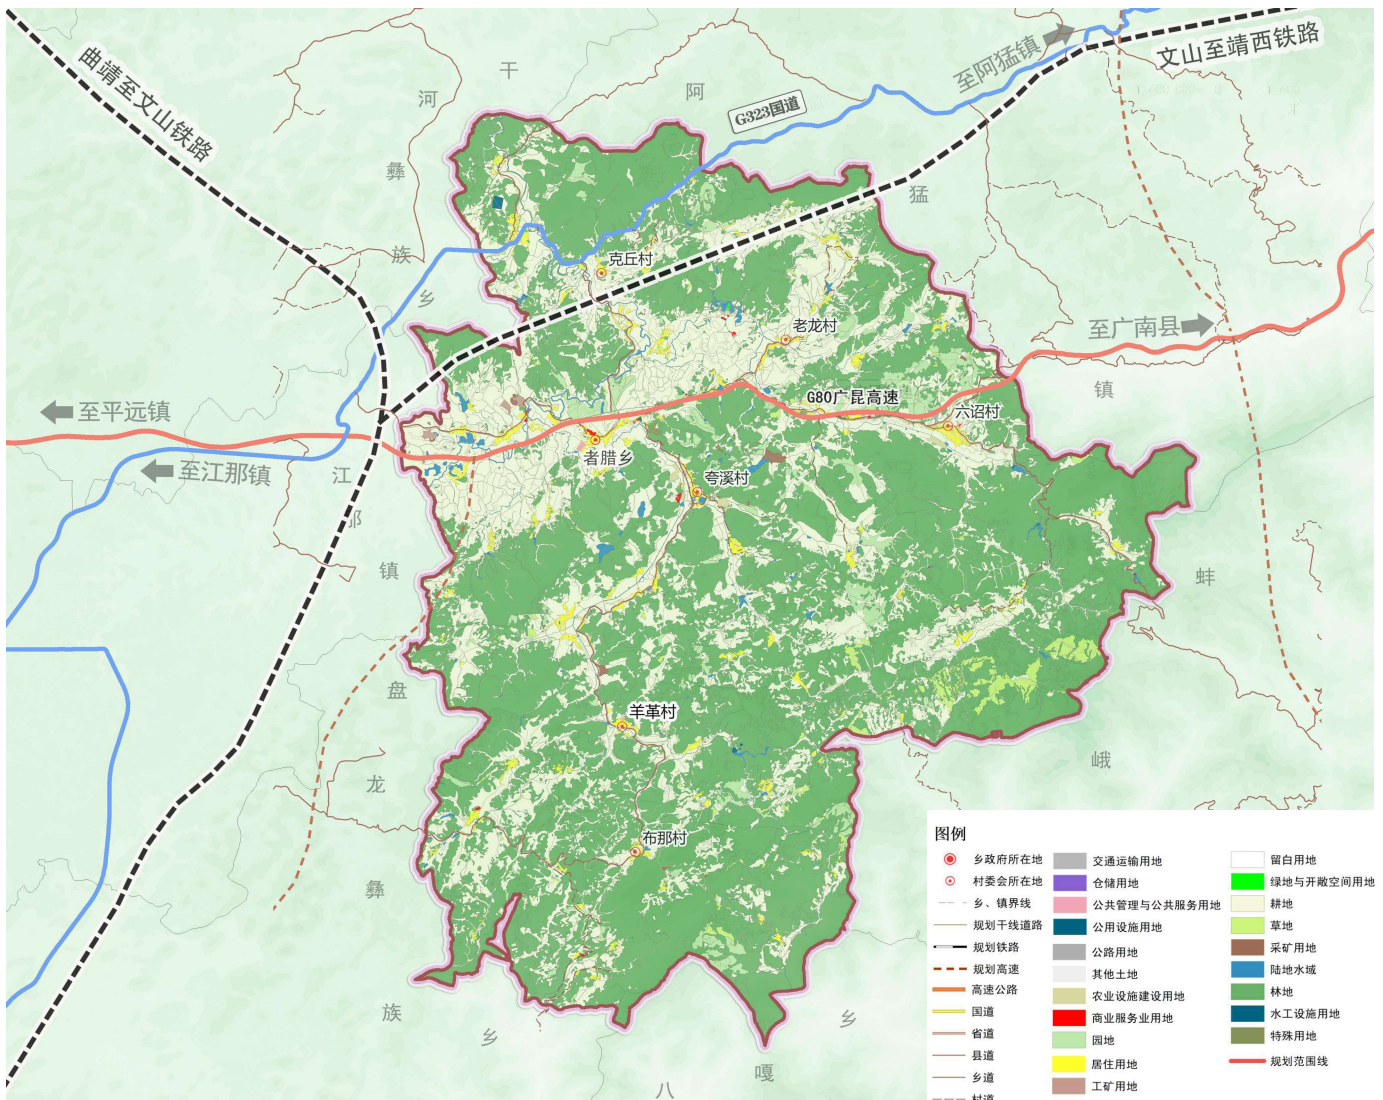 曲靖至文山铁路
文山至靖西铁路
至阿猛镇
G323国道
干
河
彝
族
乡
阿
猛
镇
克丘村
老龙村
至广南县
G80广昆高速
六诏村
至平远镇
者腊乡
夸溪村
至江那镇
江
那
镇
蚌
峨
乡
盘
龙
彝
族
乡
羊革村
布那村
八
嘎
图例
乡政府所在地
村委会所在地
乡、镇界线
规划干线道路
规划铁路
规划高速
高速公路
国道
省道
县道
乡道
村道
交通运输用地
仓储用地
公共管理与公共服务用地
公用设施用地
公路用地
其他土地
农业设施建设用地
商业服务业用地
园地
居住用地
工矿用地
留白用地
绿地与开敞空间用地
耕地
草地
采矿用地
陆地水域
林地
水工设施用地
特殊用地
规划范围线